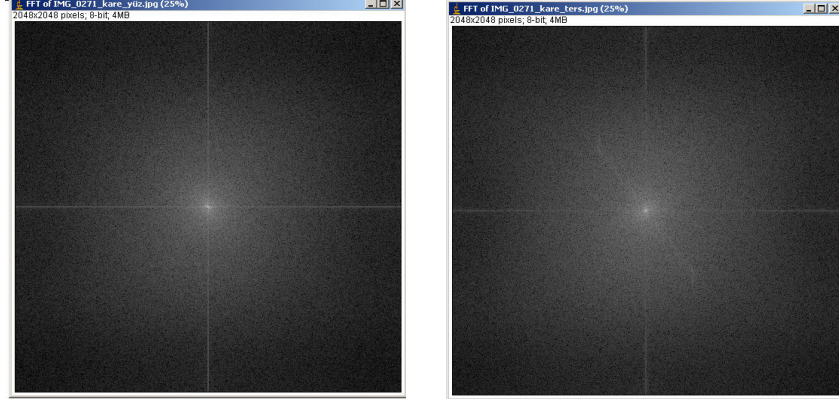 FFT of IMG_0271_kare_yüz.jpg (25%)
2048x2048 pixels; 8-bit; 4MB
FFT of IMG_0271_kare_ters.jpg (25%)
2048x2048 pixels; 8-bit; 4MB